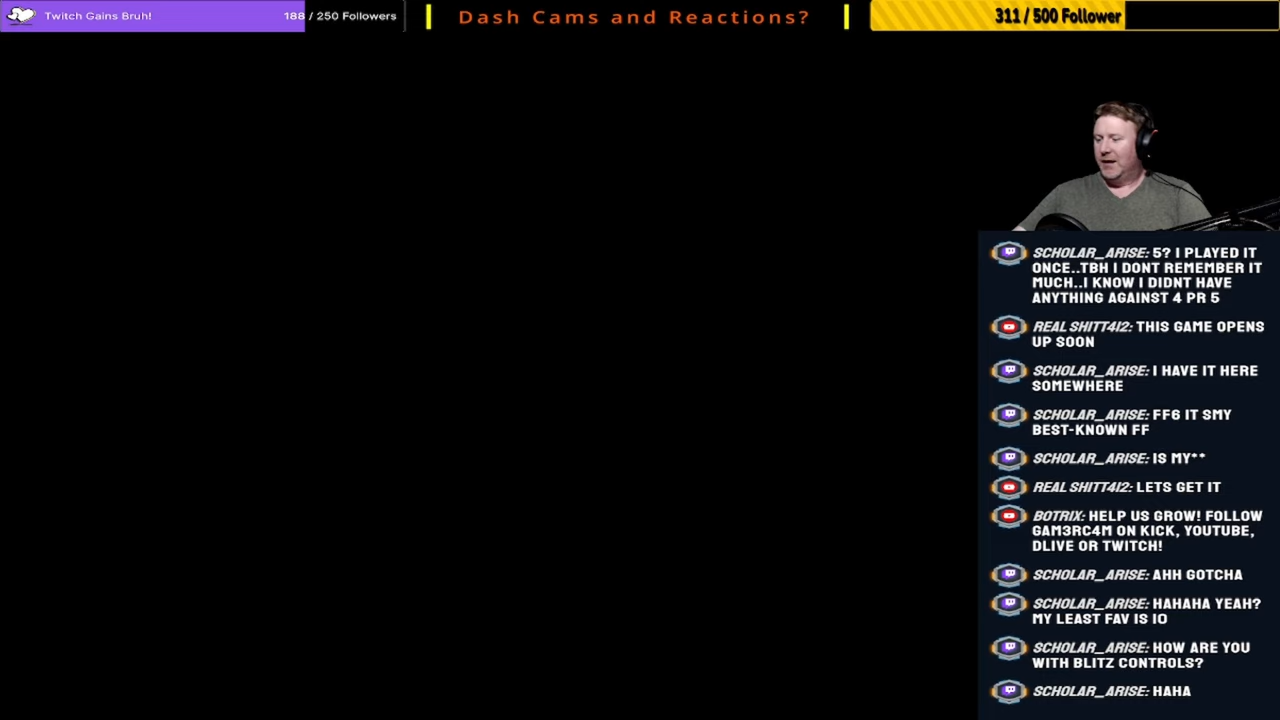 Twitch Gains Bruh!
188 / 250 Followers
Dash Cams and Reactions?
311 / 500 Follower
SCHOLAR_ARISE: 5? I PLAYED IT
ONCE..TBH I DONT REMEMBER IT
MUCH..I KNOW I DIDNT HAVE
ANYTHING AGAINST 4 PR 5
REAL SHITT412: THIS GAME OPENS
UP SOON
SCHOLAR_ARISE: I HAVE IT HERE
SOMEWHERE
SCHOLAR_ARISE: FF6 IT SMY
BEST-KNOWN FF
SCHOLAR_ARISE: IS MY**
REAL SHITT412: LETS GET IT
BOTRIX: HELP US GROW! FOLLOW
GAM3RC4M ON KICK, YOUTUBE,
DLIVE OR TWITCH!
SCHOLAR_ARISE: AHH GOTCHA
SCHOLAR_ARISE: HAHAHA YEAH?
MY LEAST FAV IS 10
SCHOLAR_ARISE: HOW ARE YOU
WITH BLITZ CONTROLS?
SCHOLAR_ARISE: HAHA